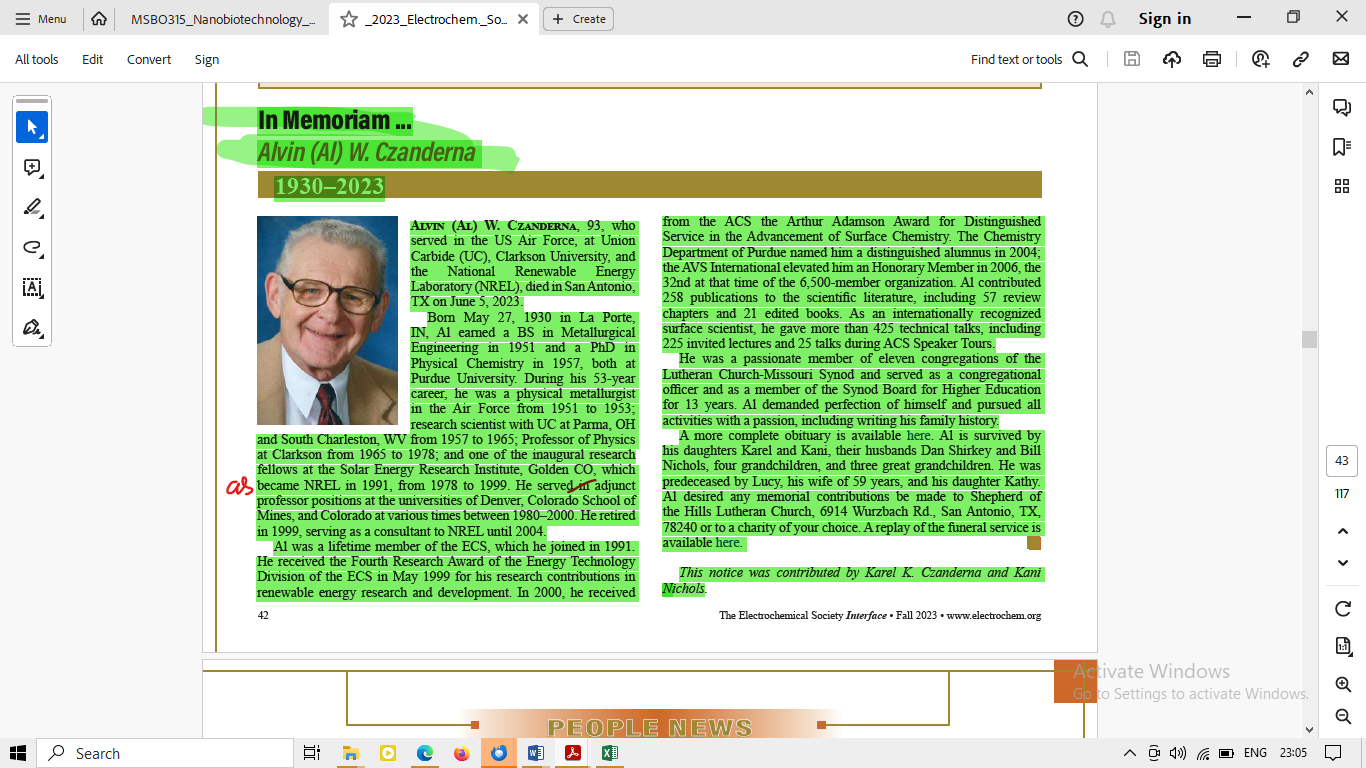 Menu
MSBO315_Nanobiotechnology_...
_2023_Electrochem._So...
Create
Sign in
All tools
Edit
Convert
Sign
Find text or tools
In Memoriam ...
Alvin (Al) W. Czanderna
1930–2023
Alvin (Al) W. Czanderna, 93, who
served in the US Air Force, at Union
Carbide (UC), Clarkson University, and
the National Renewable Energy
Laboratory (NREL), died in San Antonio,
TX on June 5, 2023.
Born May 27, 1930 in La Porte,
IN, Al earned a BS in Metallurgical
Engineering in 1951 and a PhD in
Physical Chemistry in 1957, both at
Purdue University. During his 53-year
career, he was a physical metallurgist
in the Air Force from 1951 to 1953;
research scientist with UC at Parma, OH
and South Charleston, WV from 1957 to 1965; Professor of Physics
at Clarkson from 1965 to 1978; and one of the inaugural research
fellows at the Solar Energy Research Institute, Golden CO, which
as became NREL in 1991, from 1978 to 1999. He served in adjunct
professor positions at the universities of Denver, Colorado School of
Mines, and Colorado at various times between 1980–2000. He retired
in 1999, serving as a consultant to NREL until 2004.
Al was a lifetime member of the ECS, which he joined in 1991.
He received the Fourth Research Award of the Energy Technology
Division of the ECS in May 1999 for his research contributions in
renewable energy research and development. In 2000, he received
from the ACS the Arthur Adamson Award for Distinguished
Service in the Advancement of Surface Chemistry. The Chemistry
Department of Purdue named him a distinguished alumnus in 2004;
the AVS International elevated him an Honorary Member in 2006, the
32nd at that time of the 6,500-member organization. Al contributed
258 publications to the scientific literature, including 57 review
chapters and 21 edited books. As an internationally recognized
surface scientist, he gave more than 425 technical talks, including
225 invited lectures and 25 talks during ACS Speaker Tours.
He was a passionate member of eleven congregations of the
Lutheran Church-Missouri Synod and served as a congregational
officer and as a member of the Synod Board for Higher Education
for 13 years. Al demanded perfection of himself and pursued all
activities with a passion, including writing his family history.
A more complete obituary is available here. Al is survived by
his daughters Karel and Kani, their husbands Dan Shirkey and Bill
Nichols, four grandchildren, and three great grandchildren. He was
predeceased by Lucy, his wife of 59 years, and his daughter Kathy.
Al desired any memorial contributions be made to Shepherd of
the Hills Lutheran Church, 6914 Wurzbach Rd., San Antonio, TX,
78240 or to a charity of your choice. A replay of the funeral service is
available here.
This notice was contributed by Karel K. Czanderna and Kani
Nichols.
42
The Electrochemical Society Interface • Fall 2023 • www.electrochem.org
43
117
1:1
Activate Windows
Go to Settings to activate Windows.
PEOPLE NEWS
Search
ENG
23:05